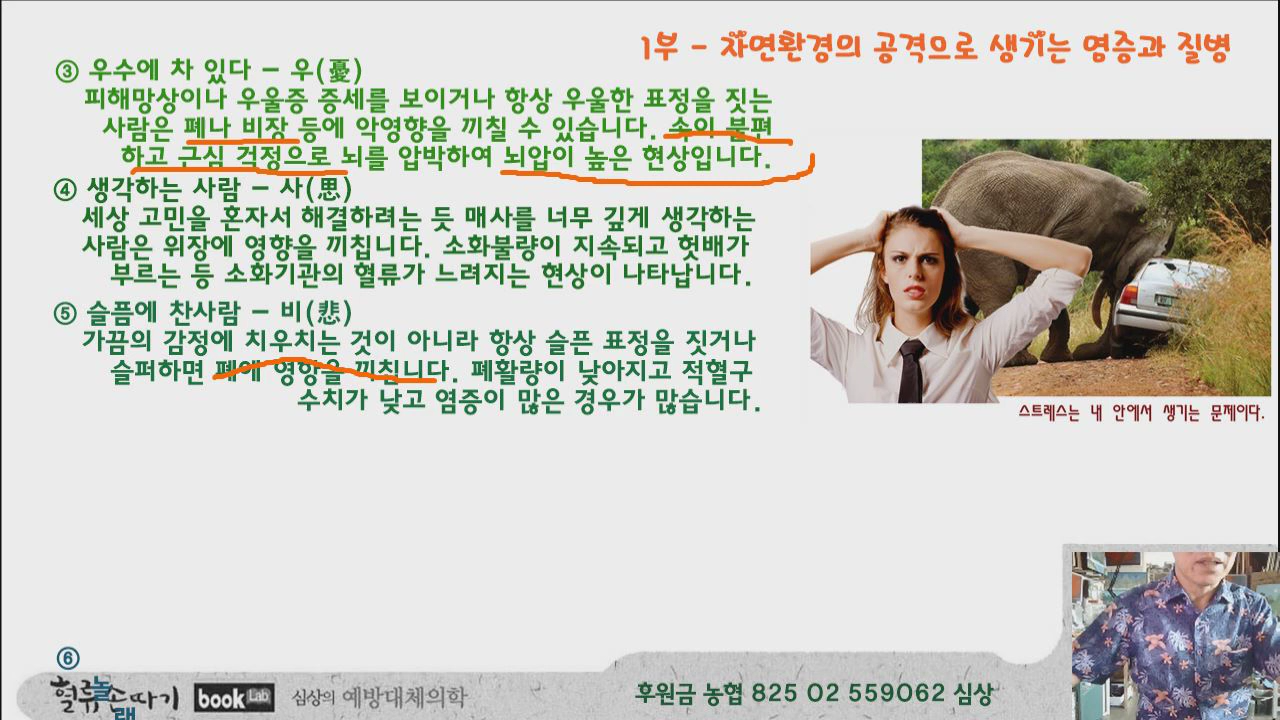 1부 - 자연환경의 공격으로 생기는 염증과 질병
③ 우수에 차 있다 - 우(憂)
피해망상이나 우울증 증세를 보이거나 항상 우울한 표정을 짓는
사람은 폐나 비장 등에 악영향을 끼칠 수 있습니다. 속의 불편
하고 근심 걱정으로 뇌를 압박하여 뇌압이 높은 현상입니다.
④ 생각하는 사람 - 사(思)
세상 고민을 혼자서 해결하려는 듯 매사를 너무 깊게 생각하는
사람은 위장에 영향을 끼칩니다. 소화불량이 지속되고 헛배가
부르는 등 소화기관의 혈류가 느려지는 현상이 나타납니다.
⑤ 슬픔에 찬사람 - 비(悲)
가끔의 감정에 치우치는 것이 아니라 항상 슬픈 표정을 짓거나
슬퍼하면 폐에 영향을 끼칩니다. 폐활량이 낮아지고 적혈구
수치가 낮고 염증이 많은 경우가 많습니다.
스트레스는 내 안에서 생기는 문제이다.
⑥
놀
래
혈류 손따기
book Lab
심상의 예방대체의학
후원금 농협 825 02 559062 심상